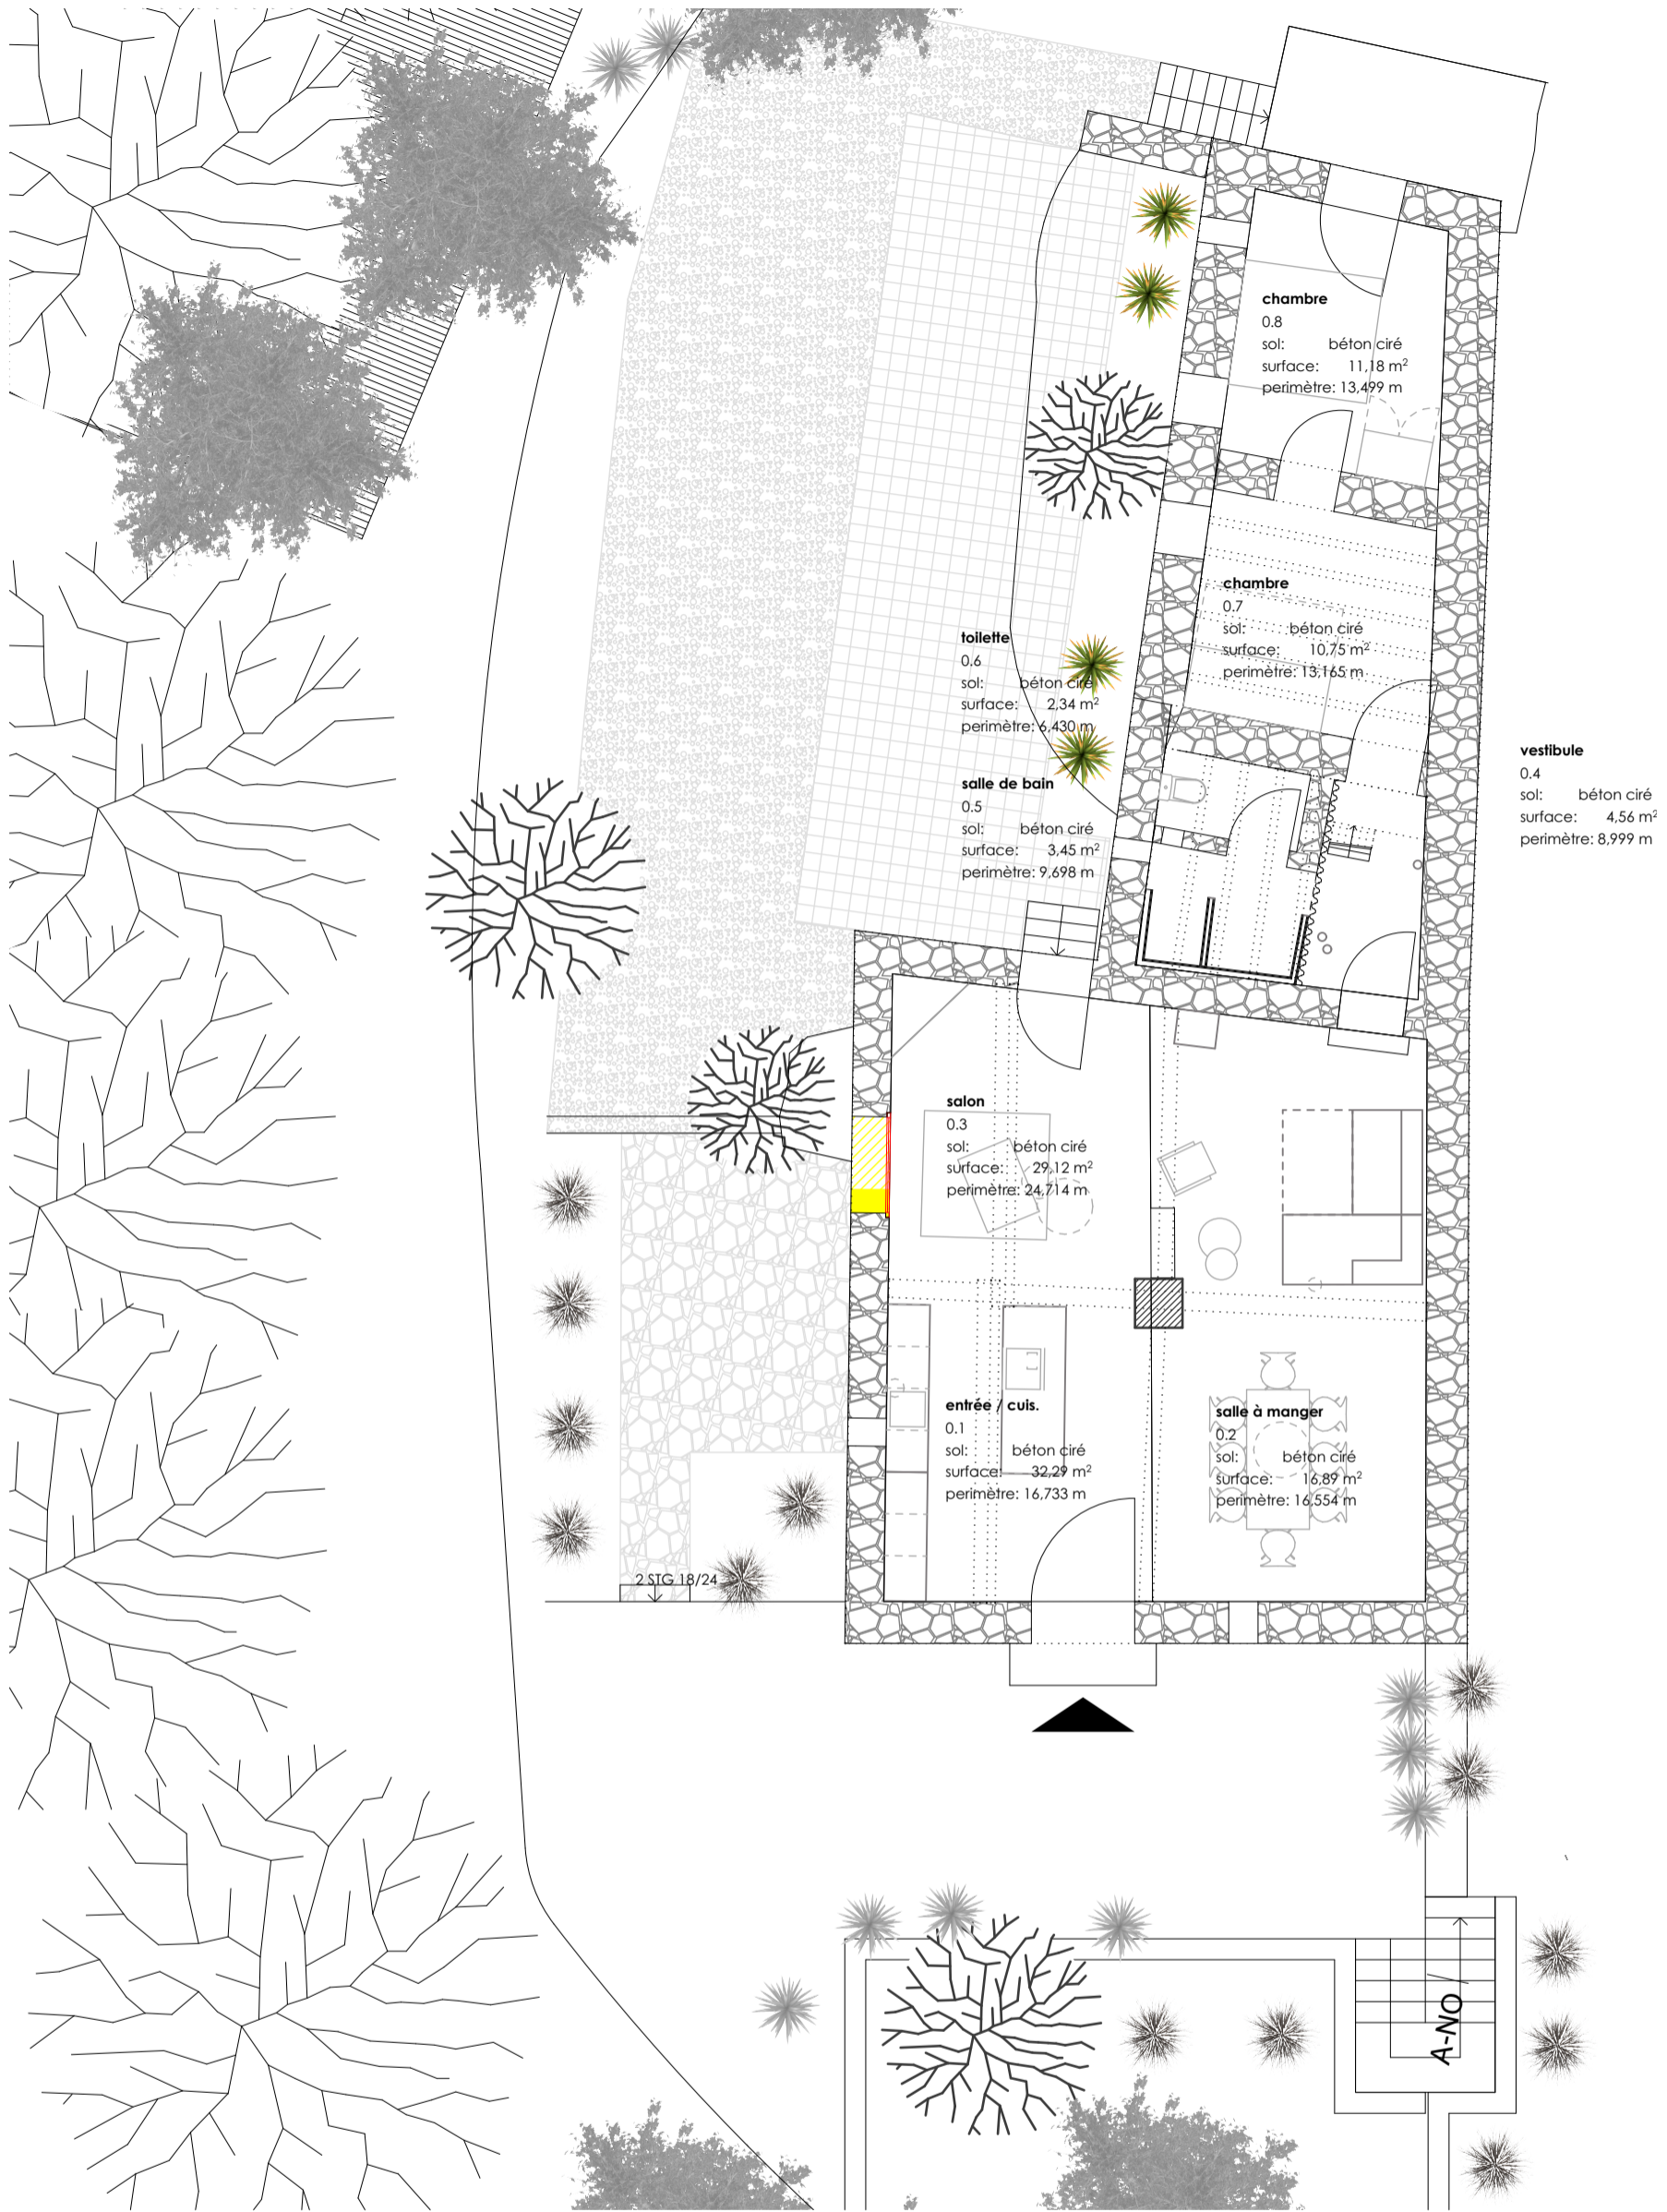 chambre
0.8
sol: béton ciré
surface: 11,18 m²
perimètre: 13,499 m
chambre
0.7
sol: béton ciré
surface: 10,75 m²
perimètre: 13,165 m
toilette
0.6
sol: béton ciré
surface: 2,34 m²
perimètre: 6,430 m
vestibule
0.4
sol: béton ciré
surface: 4,56 m²
perimètre: 8,999 m
salle de bain
0.5
sol: béton ciré
surface: 3,45 m²
perimètre: 9,698 m
salon
0.3
sol: béton ciré
surface: 29,12 m²
perimètre: 24,714 m
entrée / cuis.
0.1
sol: béton ciré
surface: 32,29 m²
perimètre: 16,733 m
salle à manger
0.2
sol: béton ciré
surface: 16,89 m²
perimètre: 16,554 m
2 STG 18/24
A-NO